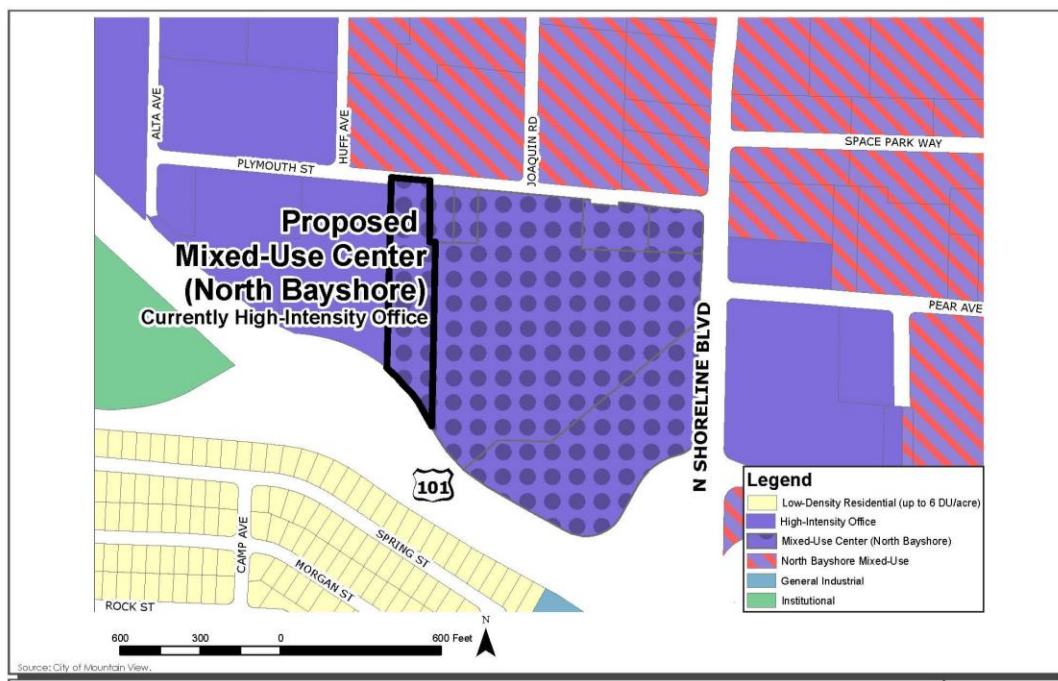 ALTA AVE
HUFF AVE
JOAQUIN RD
SPACE PARK WAY
PLYMOUTH ST
Proposed
Mixed-Use Center
(North Bayshore)
Currently High-Intensity Office
PEAR AVE
N SHORELINE BLVD
101
CAMP AVE
SPRING ST
MORGAN ST
ROCK ST
Legend
Low-Density Residential (up to 6 DU/acre)
High-Intensity Office
Mixed-Use Center (North Bayshore)
North Bayshore Mixed-Use
General Industrial
Institutional
600 300 0 600 Feet
N
Source: City of Mountain View.